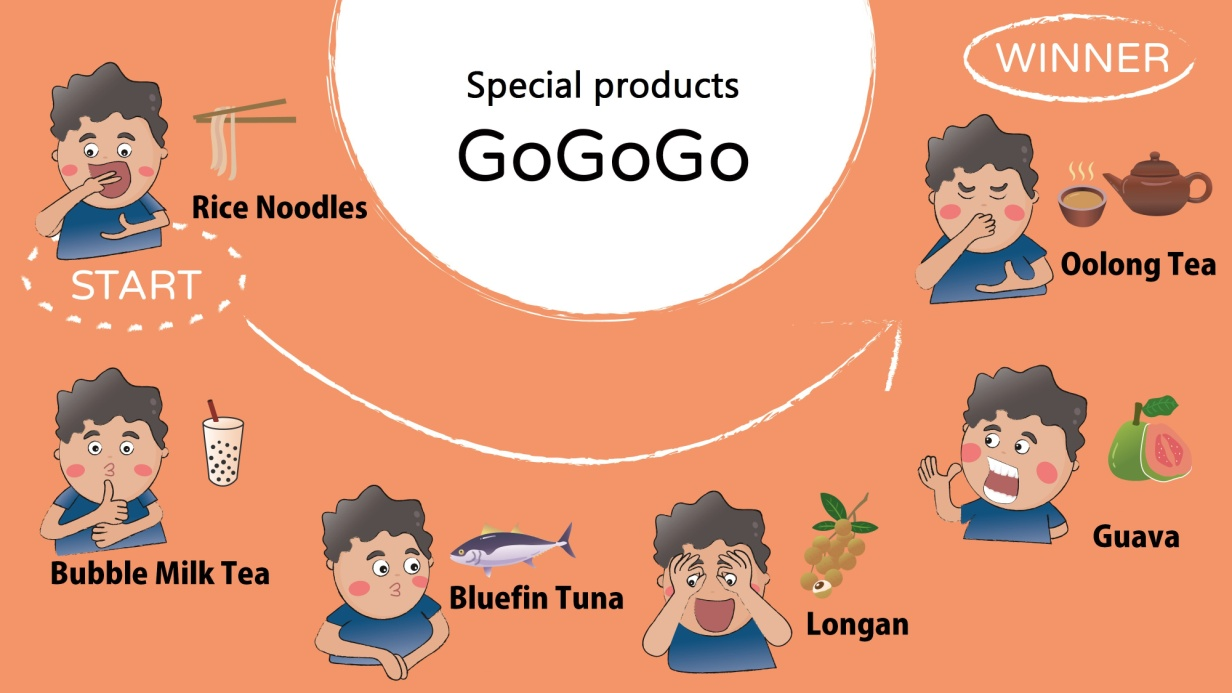 Special products
GoGoGo
WINNER
Rice Noodles
START
Oolong Tea
Bubble Milk Tea
Bluefin Tuna
Longan
Guava